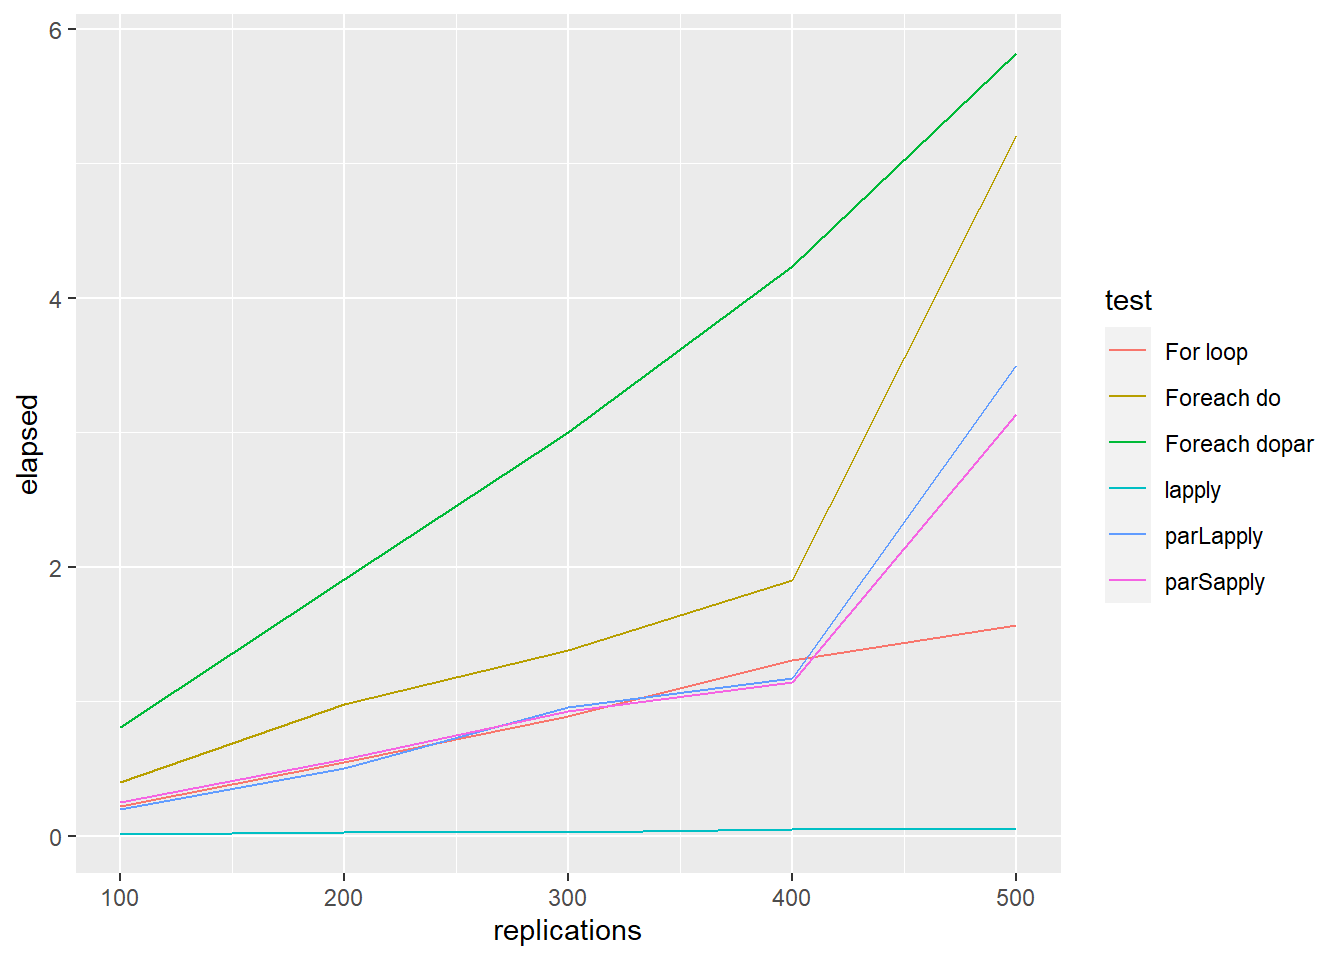 6
4
2
0
elapsed
100
200
300
400
500
replications
test
For loop
Foreach do
Foreach dopar
lapply
parLapply
parSapply